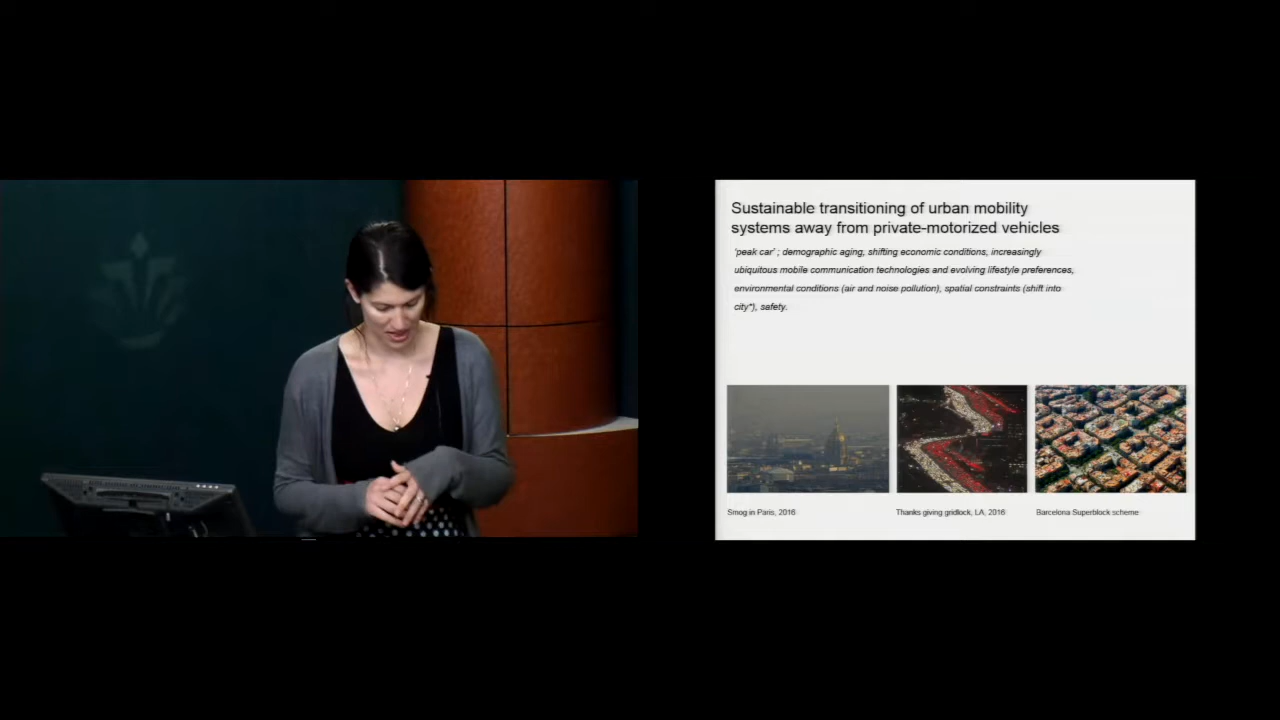 Sustainable transitioning of urban mobility
systems away from private-motorized vehicles
'peak car' ; demographic aging, shifting economic conditions, increasingly
ubiquitous mobile communication technologies and evolving lifestyle preferences,
environmental conditions (air and noise pollution), spatial constraints (shift into
city*), safety.
Smog in Paris, 2016
Thanks giving gridlock, LA, 2016
Barcelona Superblock scheme